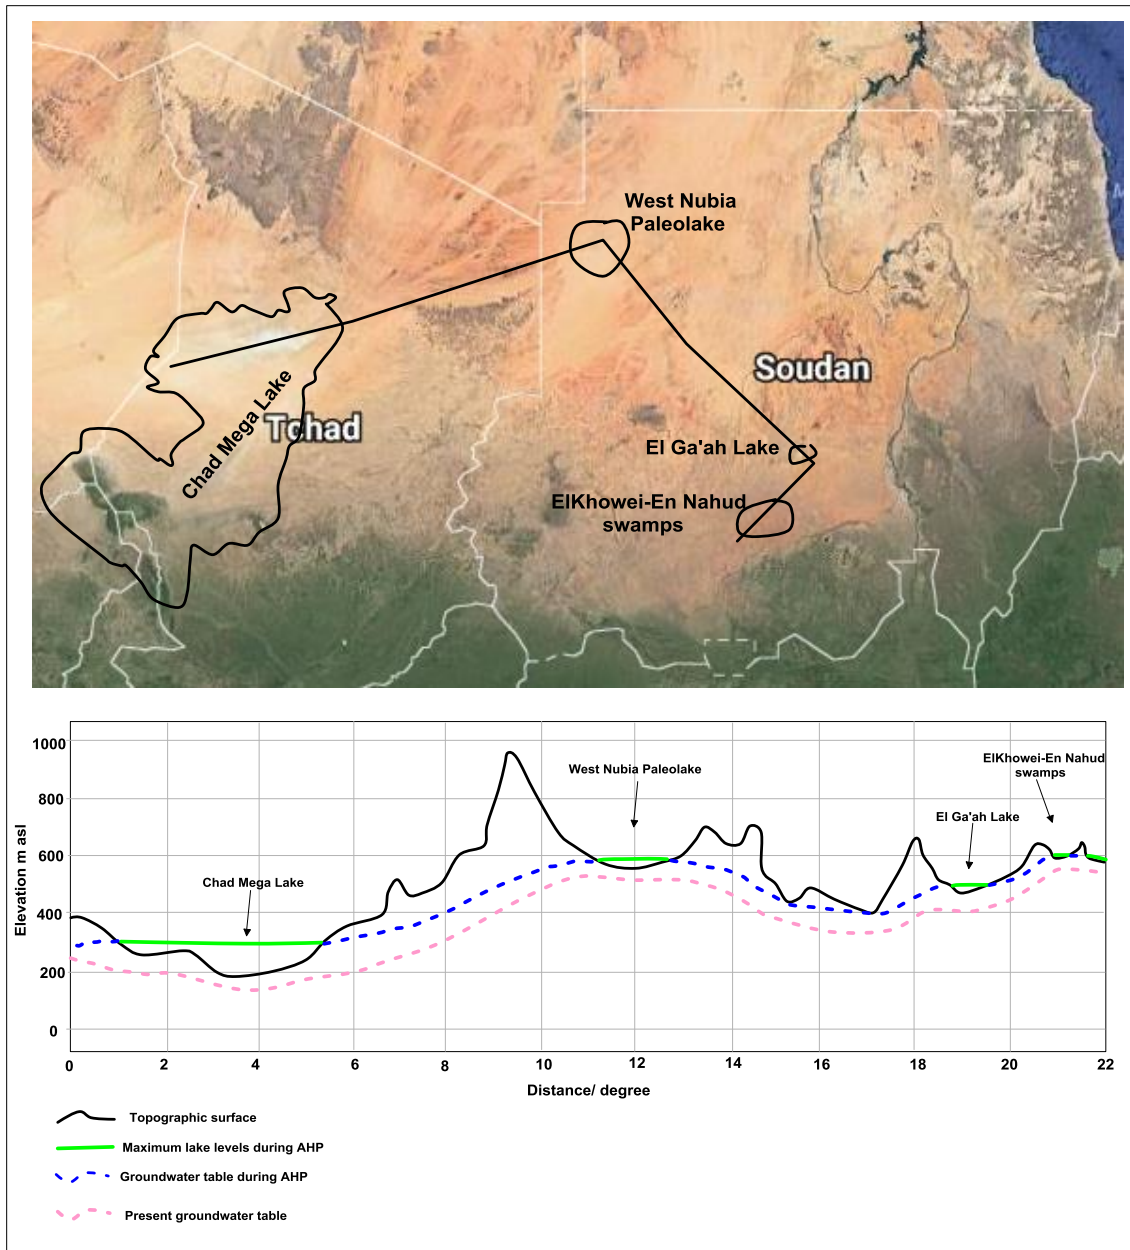 West Nubia
Paleolake
Soudan
Chad Mega Lake
Tchad
El Ga'ah Lake
ElKhowei-En Nahud
swamps
Elevation m asl
1000
800
600
400
200
0
ElKhowei-En Nahud
swamps
West Nubia Paleolake
El Ga'ah Lake
Chad Mega Lake
0 2 4 6 8 10 12 14 16 18 20 22
Distance/ degree
Topographic surface
Maximum lake levels during AHP
Groundwater table during AHP
Present groundwater table